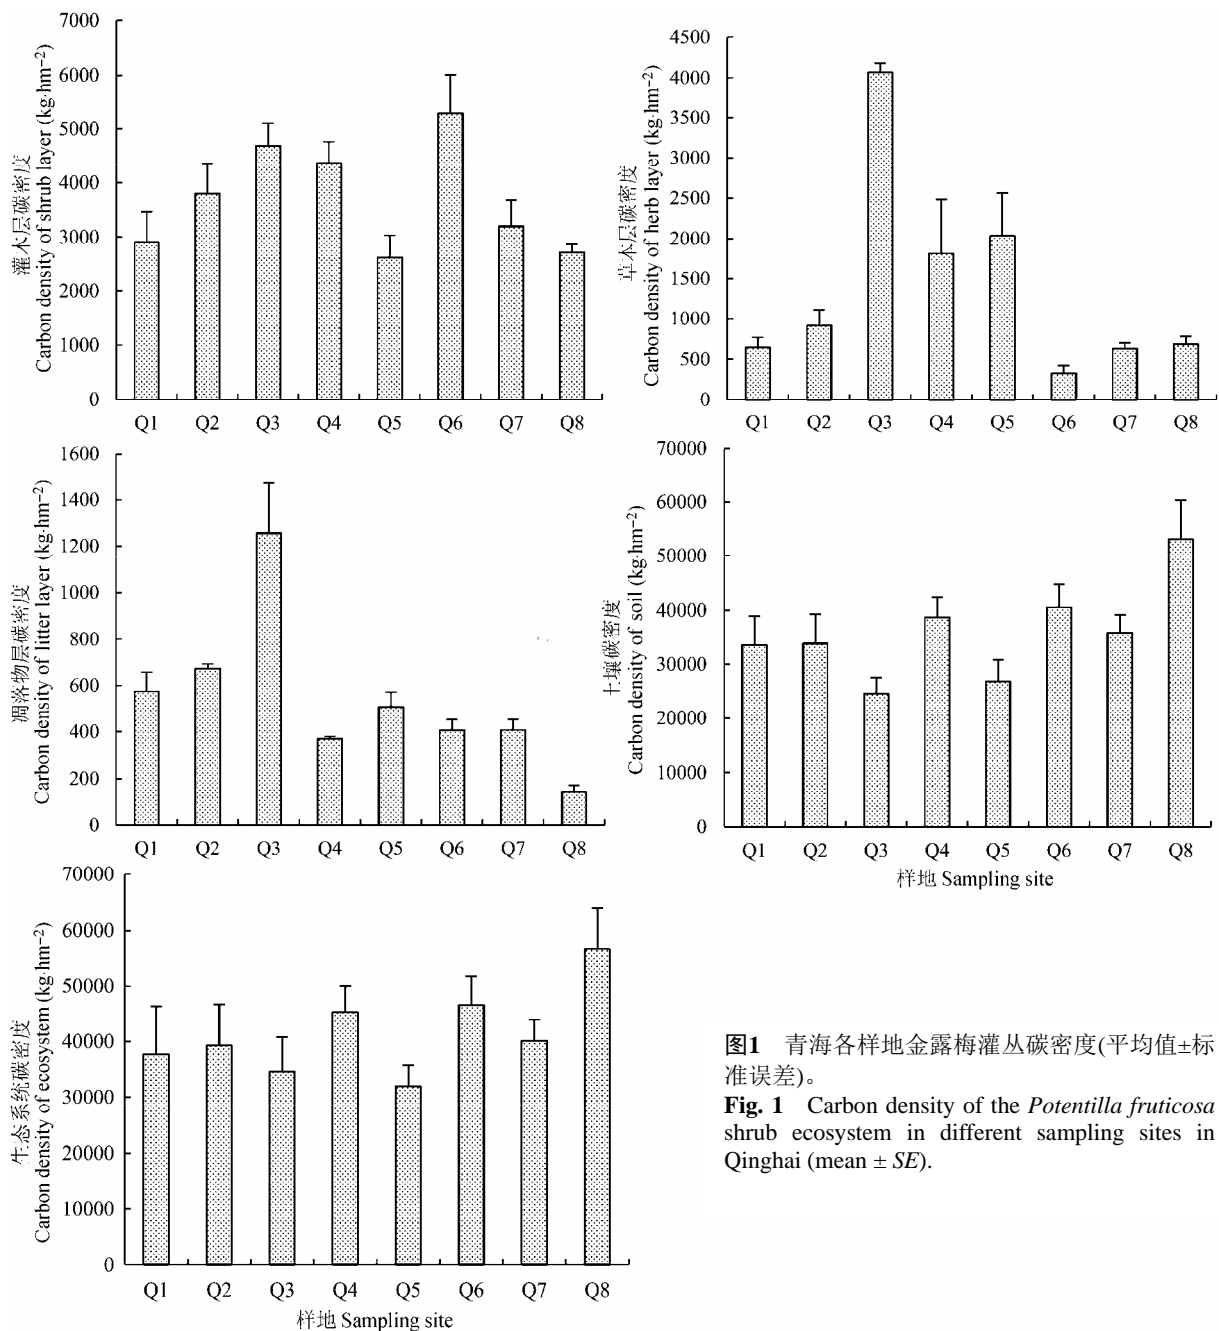 7000
6000
5000
4000
3000
2000
1000
0
灌木层碳密度
Carbon density of shrub layer (kg·hm⁻²)
Q1 Q2 Q3 Q4 Q5 Q6 Q7 Q8
4500
4000
3500
3000
2500
2000
1500
1000
500
0
草本层碳密度
Carbon density of herb layer (kg·hm⁻²)
Q1 Q2 Q3 Q4 Q5 Q6 Q7 Q8
1600
1400
1200
1000
800
600
400
200
0
凋落物层碳密度
Carbon density of litter layer (kg·hm⁻²)
Q1 Q2 Q3 Q4 Q5 Q6 Q7 Q8
70000
60000
50000
40000
30000
20000
10000
0
土壤碳密度
Carbon density of soil (kg·hm⁻²)
Q1 Q2 Q3 Q4 Q5 Q6 Q7 Q8
样地 Sampling site
70000
60000
50000
40000
30000
20000
10000
0
生态系统碳密度
Carbon density of ecosystem (kg·hm⁻²)
Q1 Q2 Q3 Q4 Q5 Q6 Q7 Q8
样地 Sampling site
图1 青海各样地金露梅灌丛碳密度(平均值±标
准误差)。
Fig. 1 Carbon density of the Potentilla fruticosa
shrub ecosystem in different sampling sites in
Qinghai (mean ± SE).